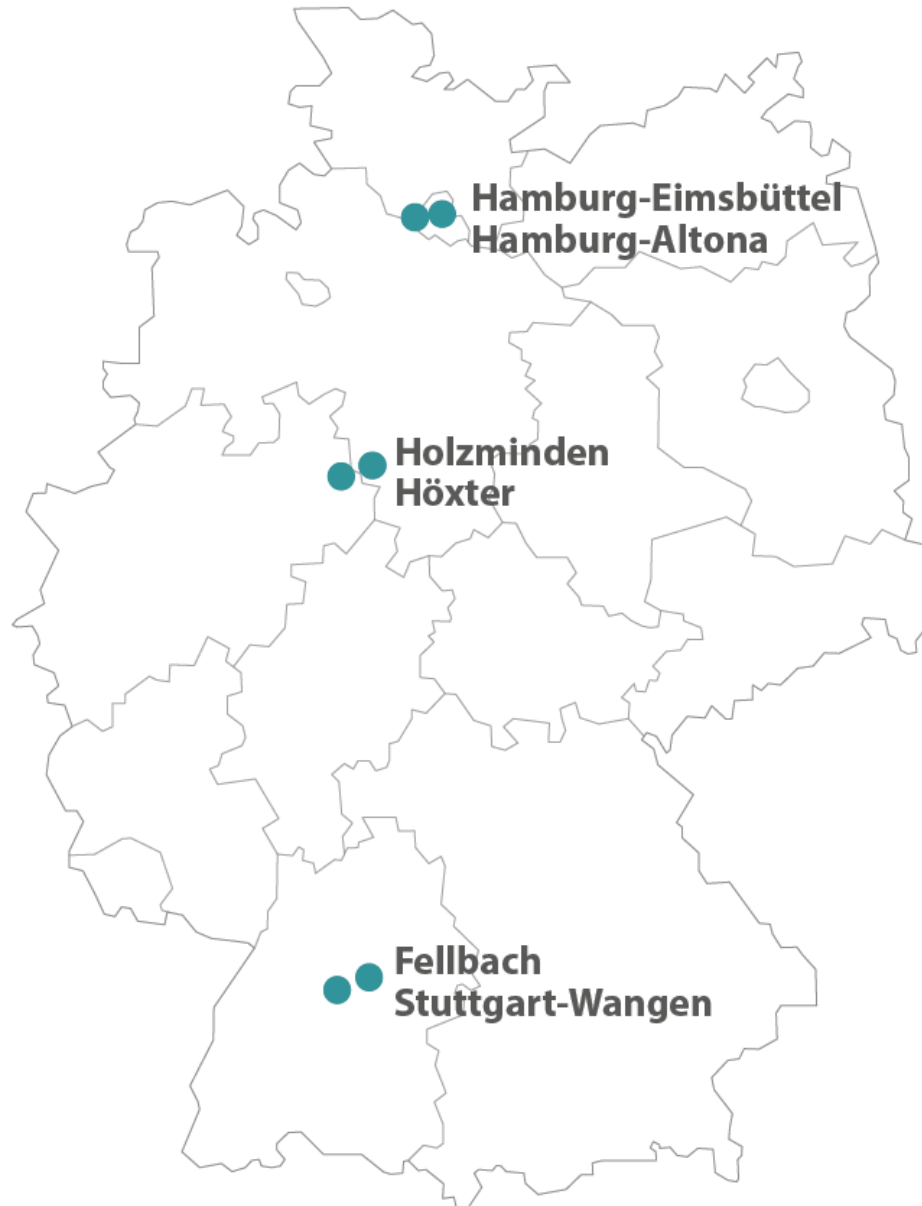 Hamburg-Eimsbüttel
Hamburg-Altona
Holzminden
Höxter
Fellbach
Stuttgart-Wangen